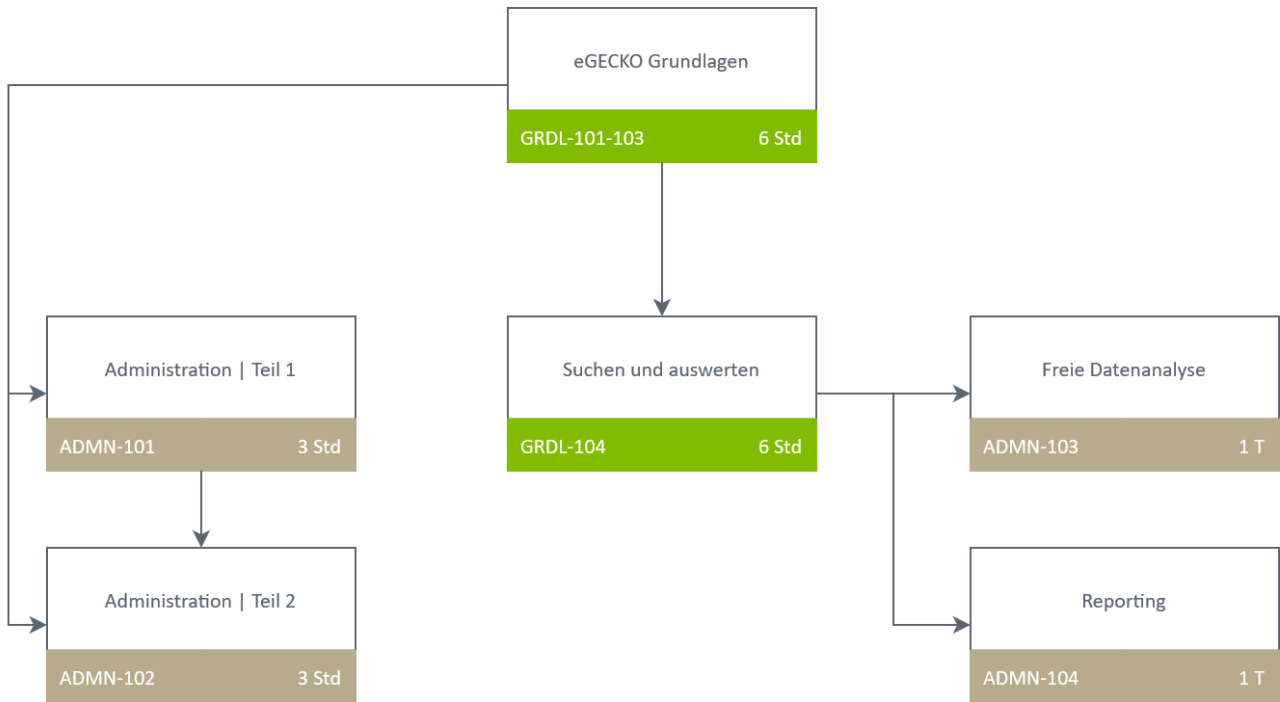 eGECKO Grundlagen
GRDL-101-103 6 Std
Administration | Teil 1
ADMN-101 3 Std
Suchen und auswerten
GRDL-104 6 Std
Freie Datenanalyse
ADMN-103 1 T
Administration | Teil 2
ADMN-102 3 Std
Reporting
ADMN-104 1 T